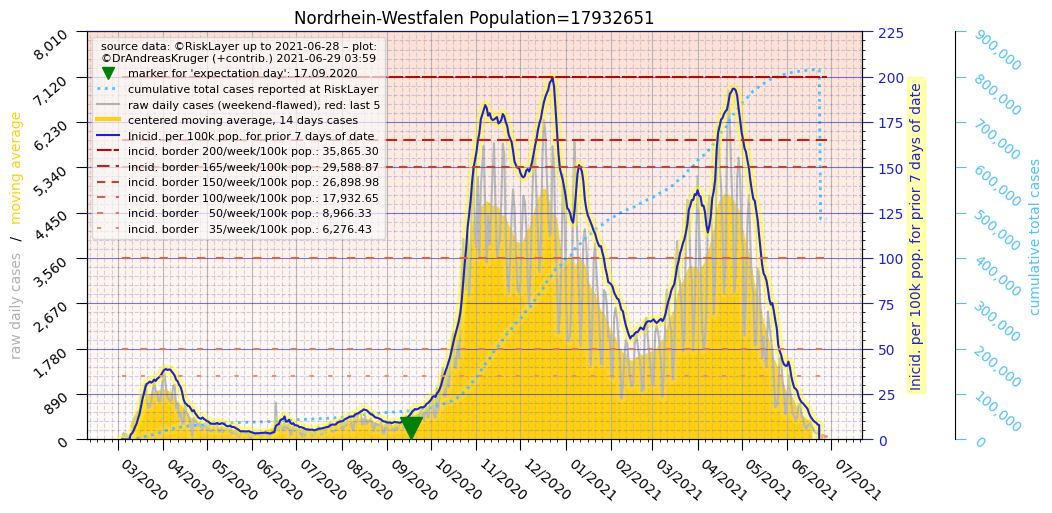 Nordrhein-Westfalen Population=17932651
source data: ©RiskLayer up to 2021-06-28 – plot:
©DrAndreasKruger (+contrib.) 2021-06-29 03:59
marker for 'expectation day': 17.09.2020
cumulative total cases reported at RiskLayer
raw daily cases (weekend-flawed), red: last 5
centered moving average, 14 days cases
Inicid. per 100k pop. for prior 7 days of date
incid. border 200/week/100k pop.: 35,865.30
incid. border 165/week/100k pop.: 29,588.87
incid. border 150/week/100k pop.: 26,898.98
incid. border 100/week/100k pop.: 17,932.65
incid. border 50/week/100k pop.: 8,966.33
incid. border 35/week/100k pop.: 6,276.43
raw daily cases / moving average
8,010
7,120
6,230
5,340
4,450
3,560
2,670
1,780
890
0
03/2020
04/2020
05/2020
06/2020
07/2020
08/2020
09/2020
10/2020
11/2020
12/2020
01/2021
02/2021
03/2021
04/2021
05/2021
06/2021
07/2021
225
200
175
150
125
100
75
50
25
0
Inicid. per 100k pop. for prior 7 days of date
900,000
800,000
700,000
600,000
500,000
400,000
300,000
200,000
100,000
0
cumulative total cases